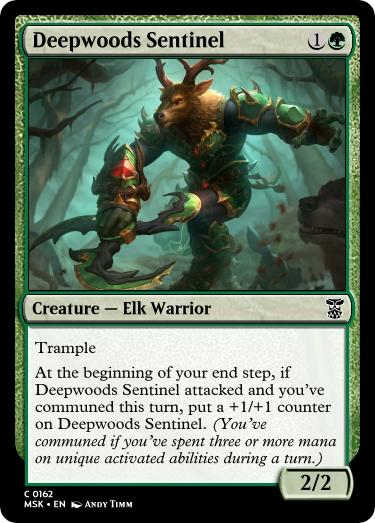 Deepwoods Sentinel 1
Creature — Elk Warrior
Trample
At the beginning of your end step, if
Deepwoods Sentinel attacked and you've
communed this turn, put a +1/+1 counter
on Deepwoods Sentinel. (You've
communed if you've spent three or more mana
on unique activated abilities during a turn.)
2/2
C 0162
MSK • EN Andy Timm